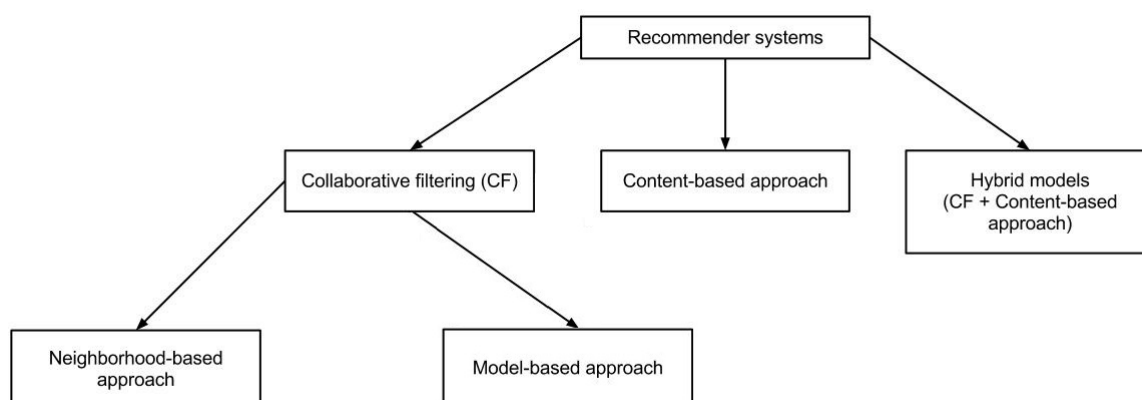 Recommender systems
Collaborative filtering (CF)
Content-based approach
Hybrid models
(CF + Content-based
approach)
Neighborhood-based
approach
Model-based approach